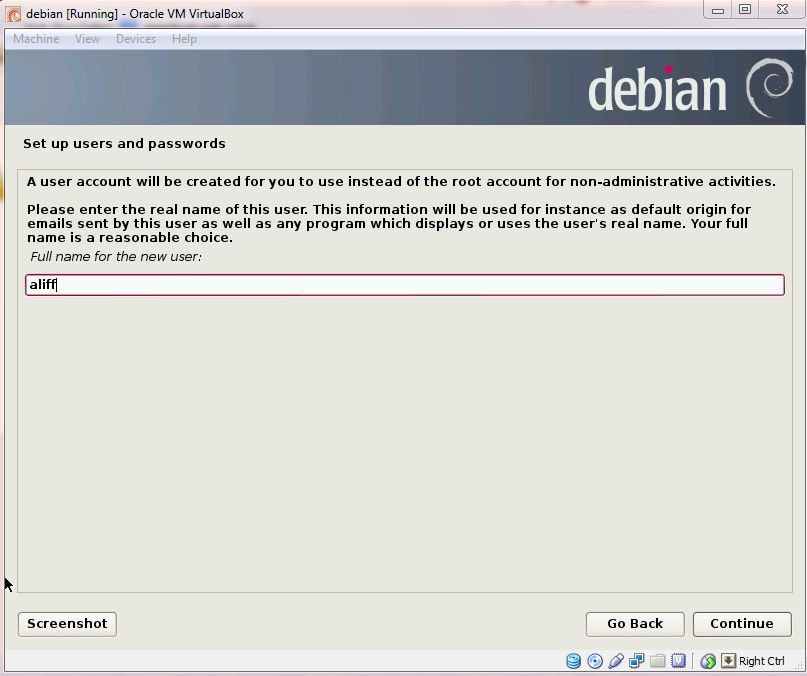 debian [Running] - Oracle VM VirtualBox
Machine View Devices Help
debian
Set up users and passwords
A user account will be created for you to use instead of the root account for non-administrative activities.
Please enter the real name of this user. This information will be used for instance as default origin for
emails sent by this user as well as any program which displays or uses the user's real name. Your full
name is a reasonable choice.
Full name for the new user:
aliff
Screenshot Go Back Continue
Right Ctrl